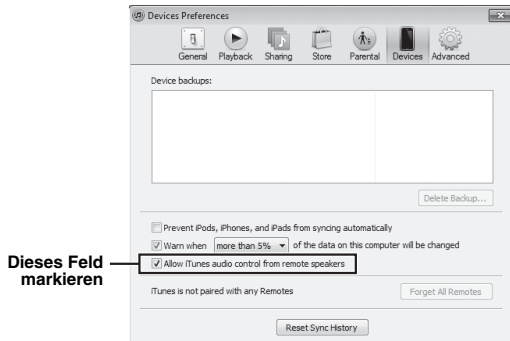 Devices Preferences
General Playback Sharing Store Parental Devices Advanced
Device backups:
Delete Backup...
Prevent iPods, iPhones, and iPads from syncing automatically
Warn when more than 5% of the data on this computer will be changed
Dieses Feld
markieren
Allow iTunes audio control from remote speakers
iTunes is not paired with any Remotes
Forget All Remotes
Reset Sync History